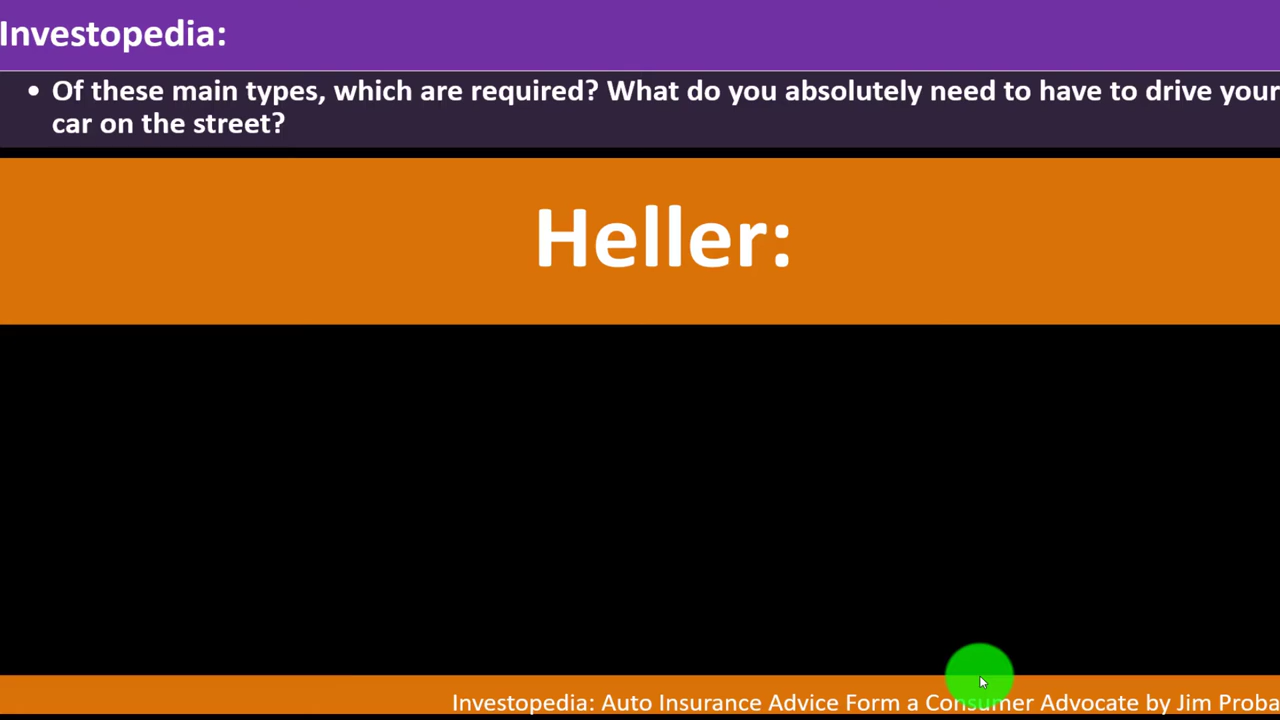 Investopedia:
• Of these main types, which are required? What do you absolutely need to have to drive your
car on the street?
Heller:
Investopedia: Auto Insurance Advice Form a Consumer Advocate by Jim Proba